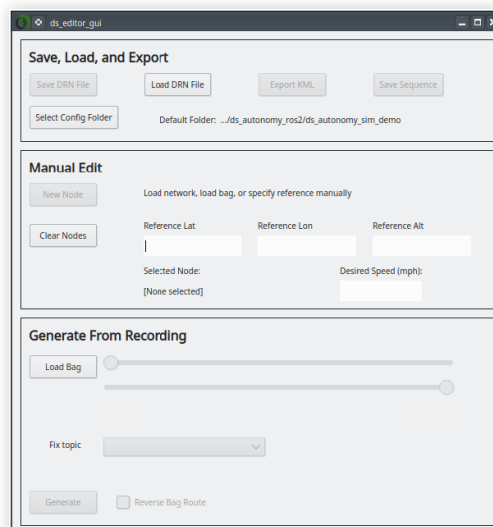 ds_editor_gui
Save, Load, and Export
Save DRN File Load DRN File Export KML Save Sequence
Select Config Folder Default Folder: .../ds_autonomy_ros2/ds_autonomy_sim_demo
Manual Edit
New Node Load network, load bag, or specify reference manually
Clear Nodes
Reference Lat Reference Lon Reference Alt
Selected Node: Desired Speed (mph):
[None selected]
Generate From Recording
Load Bag
Fix topic
Generate Reverse Bag Route